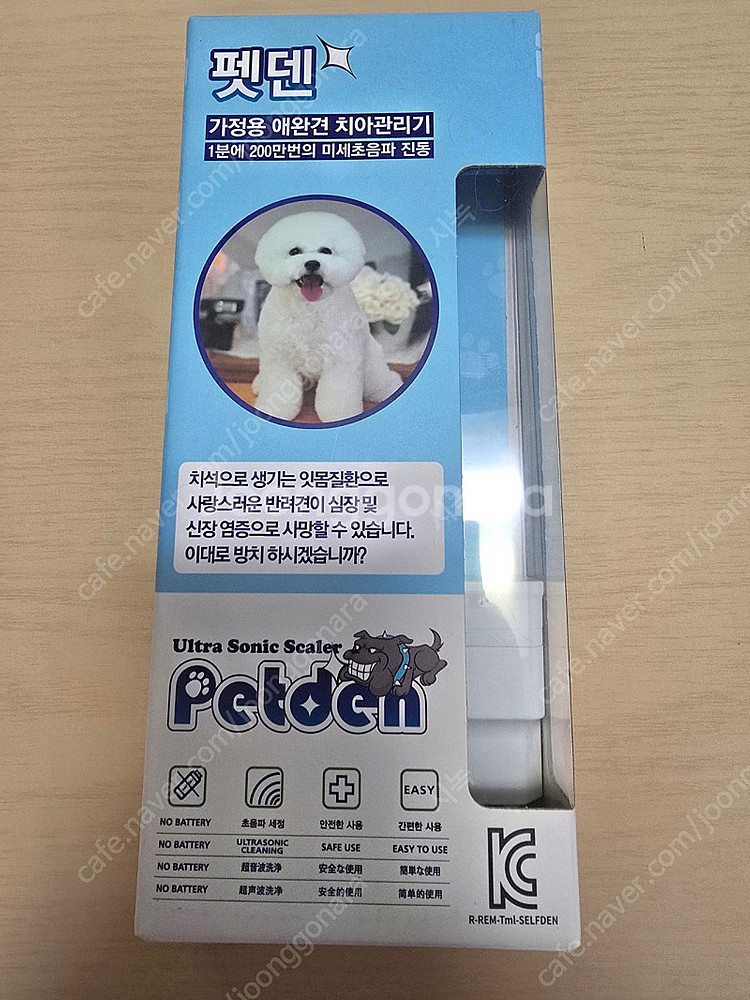 펫덴
가정용 애완견 치아관리기
1분에 200만번의 미세초음파 진동
치석으로 생기는 잇몸질환으로
사랑스러운 반려견이 심장 및
신장 염증으로 사망할 수 있습니다.
이대로 방치 하시겠습니까?
Ultra Sonic Scaler
Petden
EASY
NO BATTERY 초음파 세정 안전한 사용 간편한 사용
NO BATTERY ULTRASONIC CLEANING SAFE USE EASY TO USE
NO BATTERY 超音波洗浄 安全な使用 簡単な使用
NO BATTERY 超声波洗净 安全的使用 简单的使用
R-REM-Tml-SELFDEN
cafe.naver.com/joonggonara
joonggonara
사녹